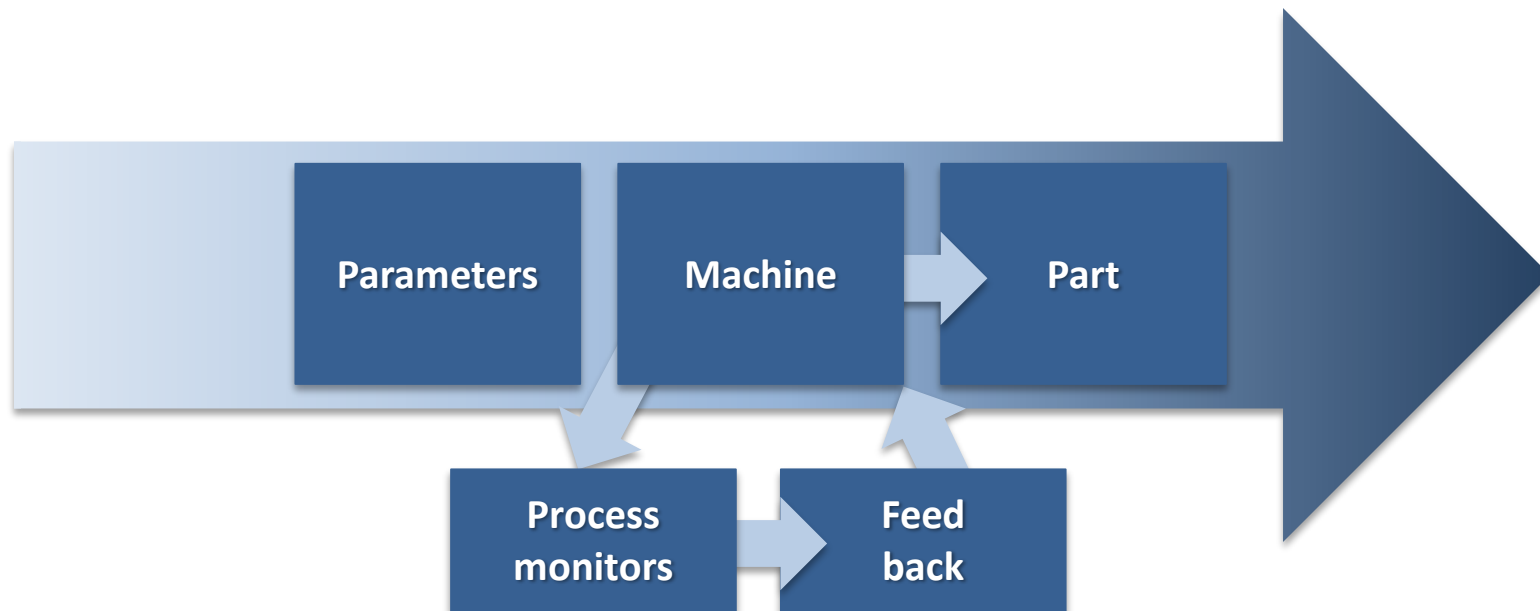 Parameters
Machine
Part
Process
monitors
Feed
back